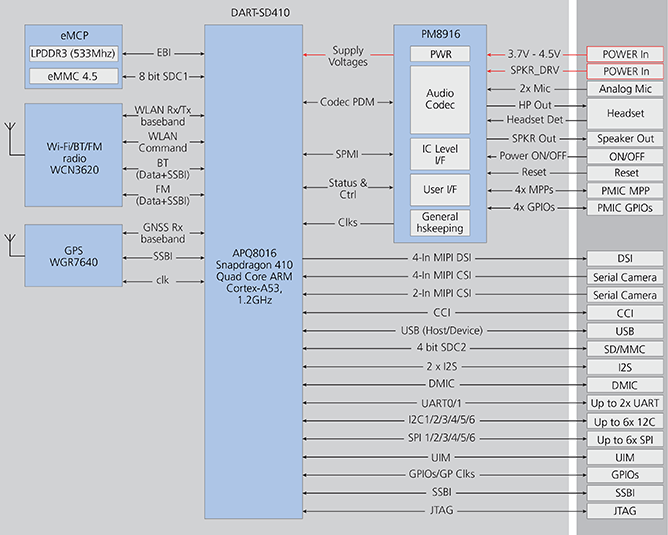 DART-SD410
eMCP
LPDDR3 (533Mhz)
eMMC 4.5
EBI
8 bit SDC1
Wi-Fi/BT/FM
radio
WCN3620
WLAN Rx/Tx
baseband
WLAN
Command
BT
(Data+SSBI)
FM
(Data+SSBI)
GPS
WGR7640
GNSS Rx
baseband
SSBI
clk
APQ8016
Snapdragon 410
Quad Core ARM
Cortex-A53,
1.2GHz
Supply
Voltages
Codec PDM
SPMI
Status &
Ctrl
Clks
PM8916
PWR
Audio
Codec
IC Level
I/F
User I/F
General
hskeeping
3.7V - 4.5V
POWER In
SPKR_DRV
POWER In
2x Mic
Analog Mic
HP Out
Headset Det
Headset
SPKR Out
Speaker Out
Power ON/OFF
ON/OFF
Reset
Reset
4x MPPs
PMIC MPP
4x GPIOs
PMIC GPIOs
4-ln MIPI DSI
DSI
4-ln MIPI CSI
Serial Camera
2-ln MIPI CSI
Serial Camera
CCI
CCI
USB (Host/Device)
USB
4 bit SDC2
SD/MMC
2 x I2S
I2S
DMIC
DMIC
UART0/1
Up to 2x UART
I2C1/2/3/4/5/6
Up to 6x 12C
SPI 1/2/3/4/5/6
Up to 6x SPI
UIM
UIM
GPIOs/GP Clks
GPIOs
SSBI
SSBI
JTAG
JTAG